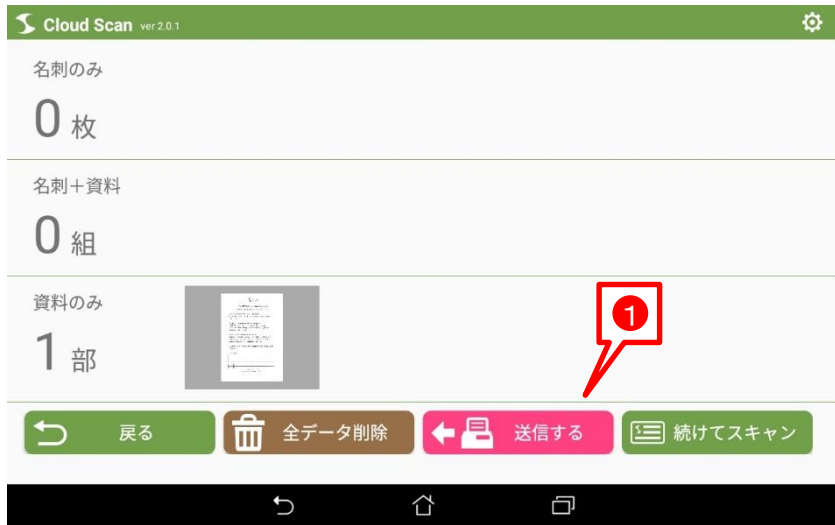 Cloud Scan ver 2.0.1
名刺のみ
0 枚
名刺＋資料
0 組
資料のみ
1 部
1
戻る
全データ削除
送信する
続けてスキャン